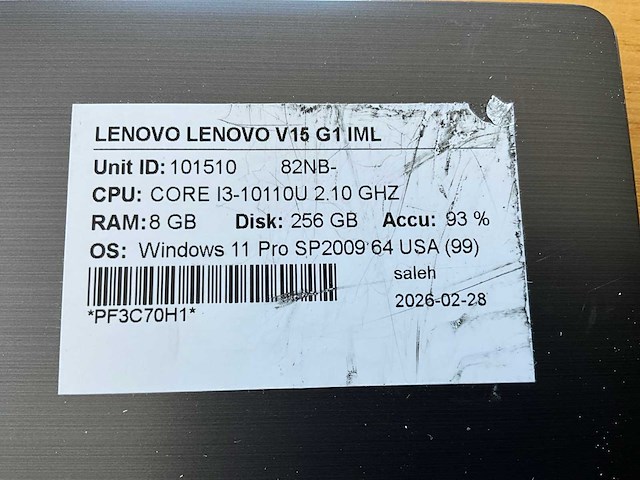 LENOVO LENOVO V15 G1 IML
Unit ID: 101510 82NB-
CPU: CORE I3-10110U 2.10 GHZ
RAM: 8 GB Disk: 256 GB Accu: 93 %
OS: Windows 11 Pro SP2009 64 USA (99)
saleh
*PF3C70H1*
2026-02-28